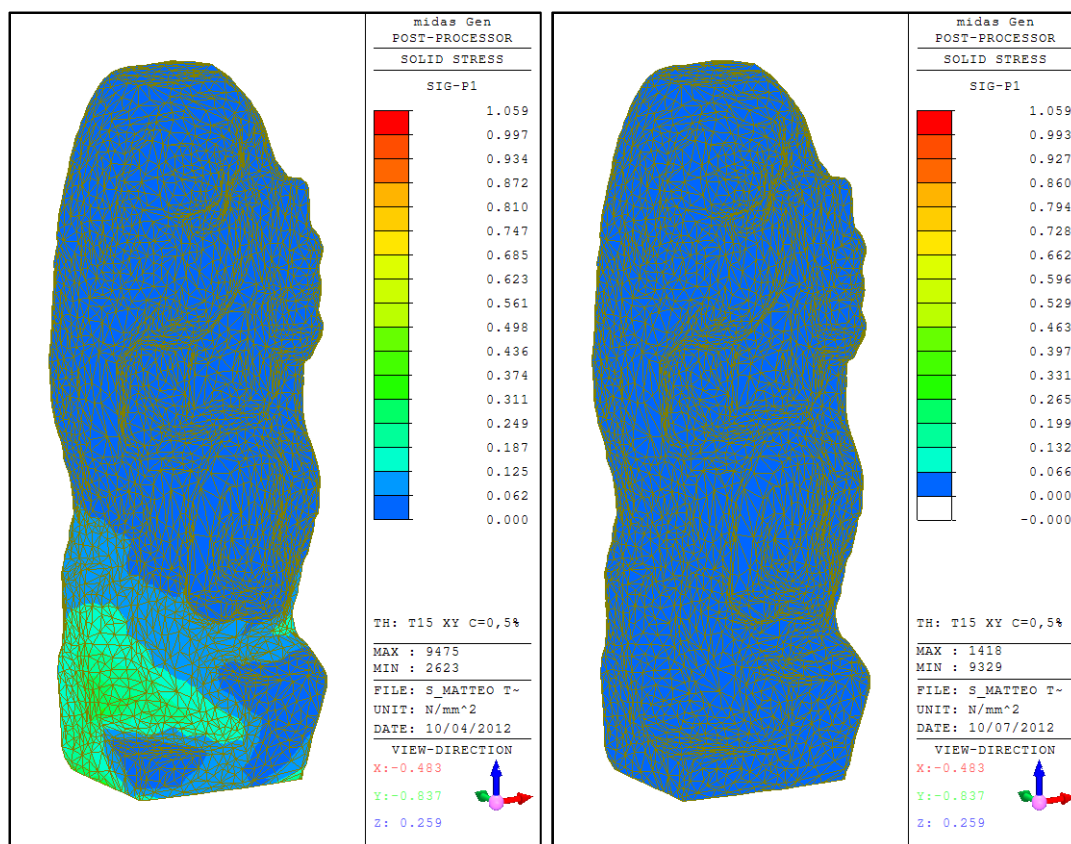 midas Gen
POST-PROCESSOR
SOLID STRESS
SIG-P1
1.059
0.997
0.934
0.872
0.810
0.747
0.685
0.623
0.561
0.498
0.436
0.374
0.311
0.249
0.187
0.125
0.062
0.000
TH: T15 XY C=0,5%
MAX : 9475
MIN : 2623
FILE: S_MATTEO T~
UNIT: N/mm^2
DATE: 10/04/2012
VIEW-DIRECTION
X:-0.483
Y:-0.837
Z: 0.259
midas Gen
POST-PROCESSOR
SOLID STRESS
SIG-P1
1.059
0.993
0.927
0.860
0.794
0.728
0.662
0.596
0.529
0.463
0.397
0.331
0.265
0.199
0.132
0.066
0.000
-0.000
TH: T15 XY C=0,5%
MAX : 1418
MIN : 9329
FILE: S_MATTEO T~
UNIT: N/mm^2
DATE: 10/07/2012
VIEW-DIRECTION
X:-0.483
Y:-0.837
Z: 0.259